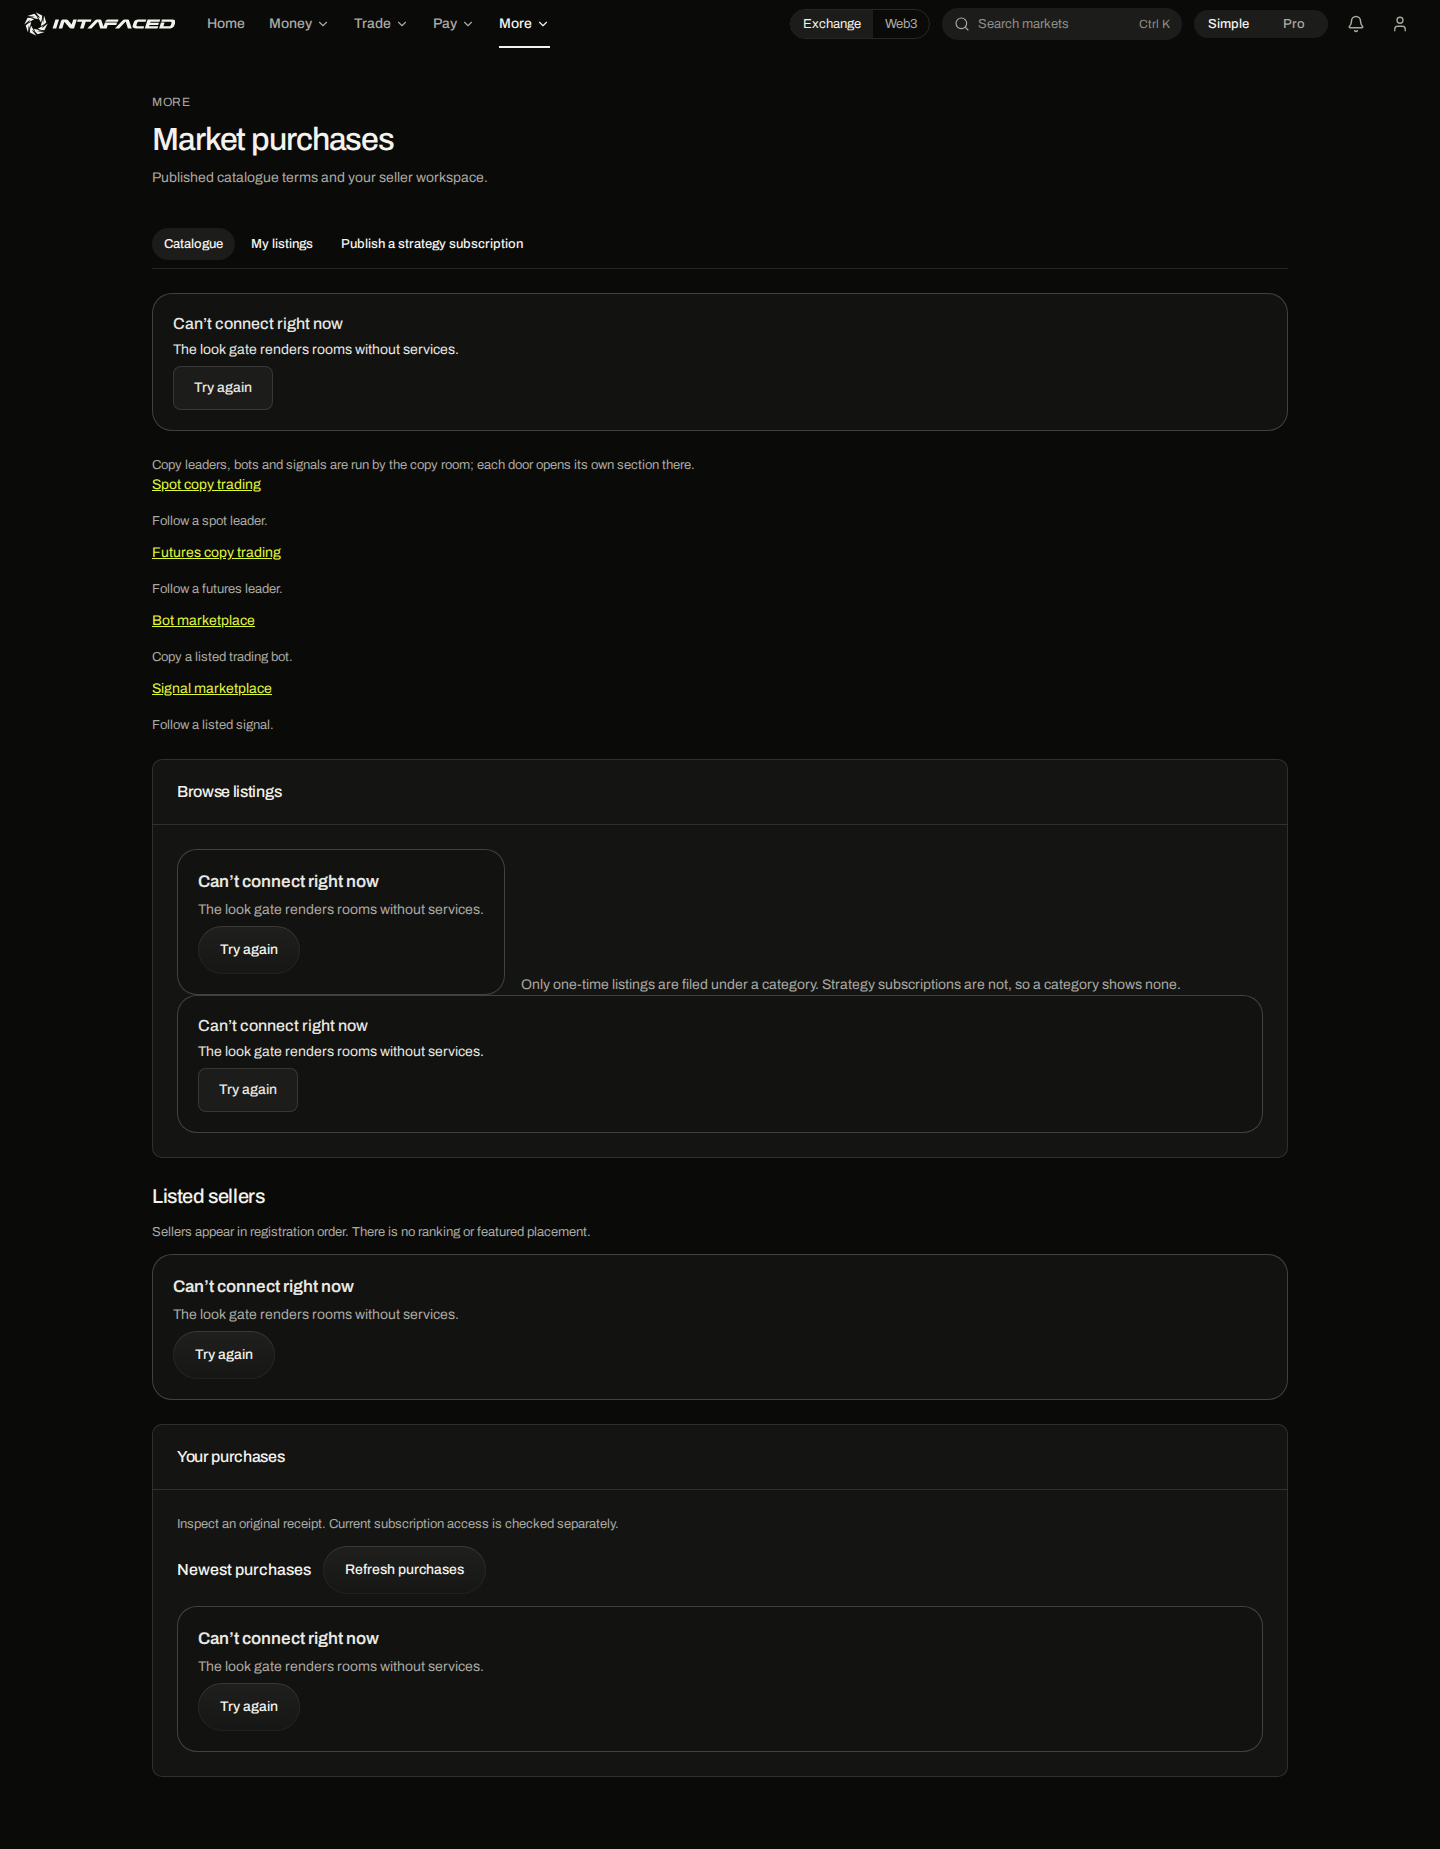 INTAFACED
Home Money Trade Pay More Exchange Web3 Search markets Ctrl K Simple Pro
MORE
Market purchases
Published catalogue terms and your seller workspace.
Catalogue My listings Publish a strategy subscription
Can’t connect right now
The look gate renders rooms without services.
Try again
Copy leaders, bots and signals are run by the copy room; each door opens its own section there.
Spot copy trading
Follow a spot leader.
Futures copy trading
Follow a futures leader.
Bot marketplace
Copy a listed trading bot.
Signal marketplace
Follow a listed signal.
Browse listings
Can’t connect right now
The look gate renders rooms without services.
Try again
Only one-time listings are filed under a category. Strategy subscriptions are not, so a category shows none.
Can’t connect right now
The look gate renders rooms without services.
Try again
Listed sellers
Sellers appear in registration order. There is no ranking or featured placement.
Can’t connect right now
The look gate renders rooms without services.
Try again
Your purchases
Inspect an original receipt. Current subscription access is checked separately.
Newest purchases Refresh purchases
Can’t connect right now
The look gate renders rooms without services.
Try again